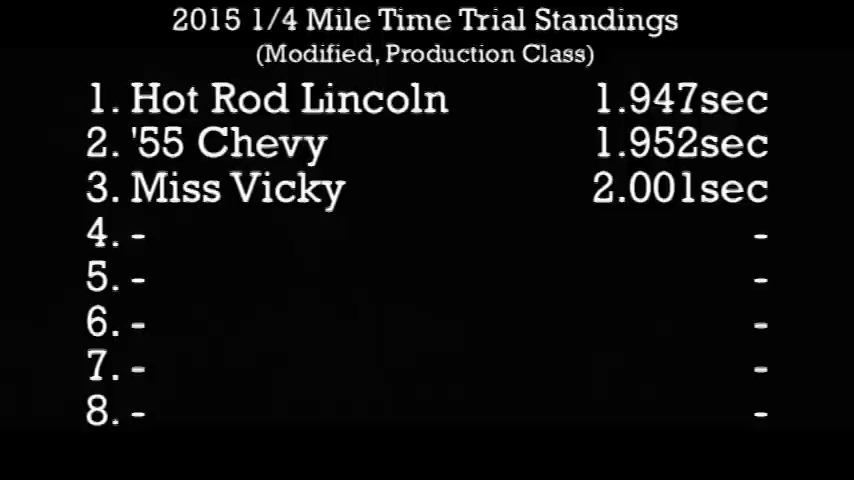 2015 1/4 Mile Time Trial Standings
(Modified, Production Class)
1. Hot Rod Lincoln 1.947sec
2. '55 Chevy 1.952sec
3. Miss Vicky 2.001sec
4. - -
5. - -
6. - -
7. - -
8. - -